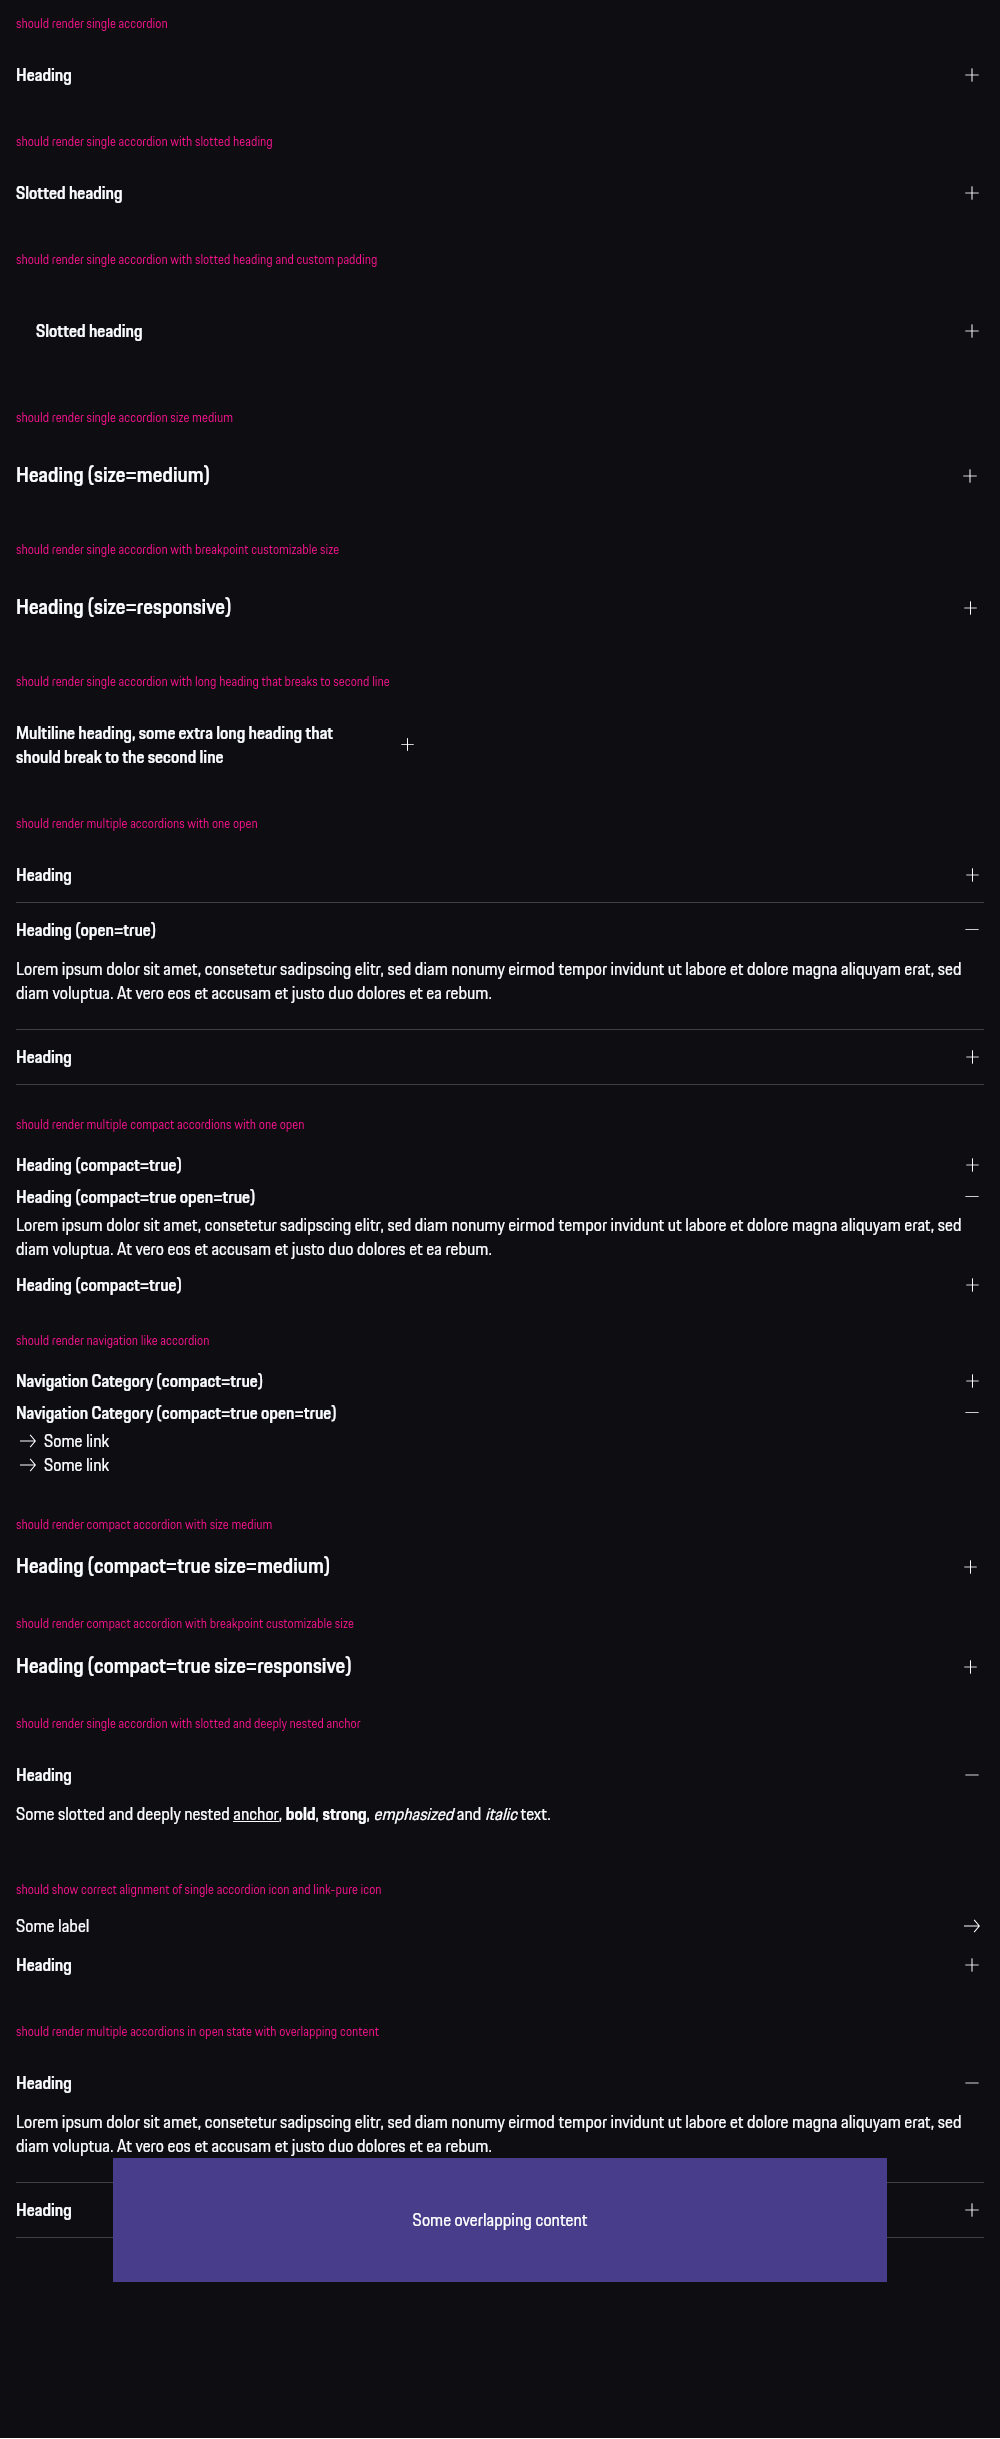 should render single accordion
Heading
should render single accordion with slotted heading
Slotted heading
should render single accordion with slotted heading and custom padding
Slotted heading
should render single accordion size medium
Heading (size=medium)
should render single accordion with breakpoint customizable size
Heading (size=responsive)
should render single accordion with long heading that breaks to second line
Multiline heading, some extra long heading that
should break to the second line
should render multiple accordions with one open
Heading
Heading (open=true)
Lorem ipsum dolor sit amet, consetetur sadipscing elitr, sed diam nonumy eirmod tempor invidunt ut labore et dolore magna aliquyam erat, sed
diam voluptua. At vero eos et accusam et justo duo dolores et ea rebum.
Heading
should render multiple compact accordions with one open
Heading (compact=true)
Heading (compact=true open=true)
Lorem ipsum dolor sit amet, consetetur sadipscing elitr, sed diam nonumy eirmod tempor invidunt ut labore et dolore magna aliquyam erat, sed
diam voluptua. At vero eos et accusam et justo duo dolores et ea rebum.
Heading (compact=true)
should render navigation like accordion
Navigation Category (compact=true)
Navigation Category (compact=true open=true)
Some link
Some link
should render compact accordion with size medium
Heading (compact=true size=medium)
should render compact accordion with breakpoint customizable size
Heading (compact=true size=responsive)
should render single accordion with slotted and deeply nested anchor
Heading
Some slotted and deeply nested anchor, bold, strong, emphasized and italic text.
should show correct alignment of single accordion icon and link-pure icon
Some label
Heading
should render multiple accordions in open state with overlapping content
Heading
Lorem ipsum dolor sit amet, consetetur sadipscing elitr, sed diam nonumy eirmod tempor invidunt ut labore et dolore magna aliquyam erat, sed
diam voluptua. At vero eos et accusam et justo duo dolores et ea rebum.
Heading
Some overlapping content